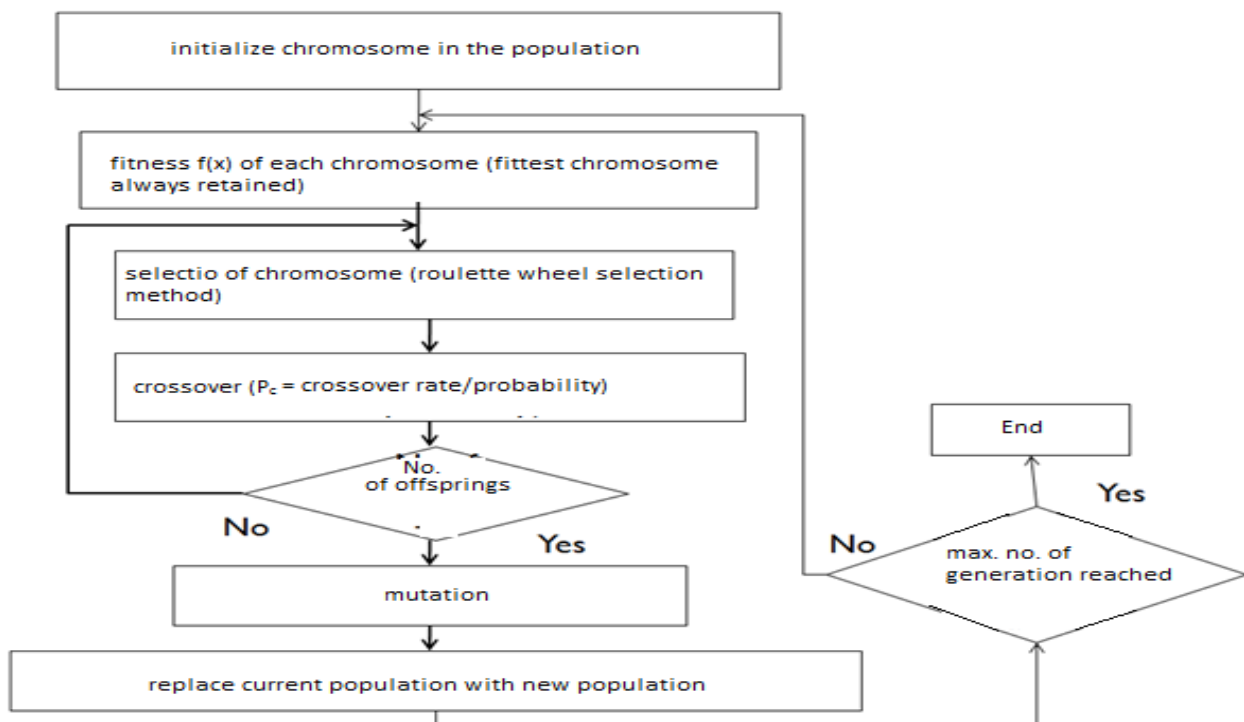 initialize chromosome in the population
fitness f(x) of each chromosome (fittest chromosome
always retained)
selectio of chromosome (roulette wheel selection
method)
crossover (Pc = crossover rate/probability)
No.
of offsprings
No
Yes
mutation
replace current population with new population
End
Yes
No
max. no. of
generation reached